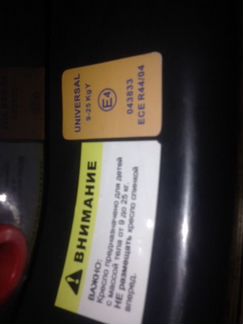 UNIVERSAL
9-25 Kg Y
E4
043833
ECE R44/04
ВНИМАНИЕ
ВАЖНО:
Кресло предназначено для детей
с массой тела от 9 до 25 кг.
НЕ размещать кресло спинкой
вперед.